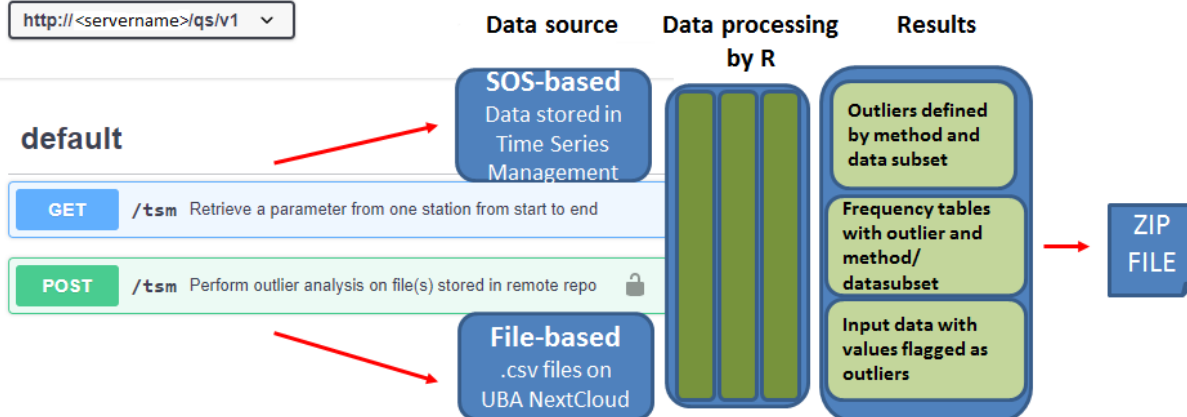 http://<servername>/qs/v1
Data source
Data processing
by R
Results
default
SOS-based
Data stored in
Time Series
Management
GET /tsm Retrieve a parameter from one station from start to end
POST /tsm Perform outlier analysis on file(s) stored in remote repo
File-based
.csv files on
UBA NextCloud
Outliers defined
by method and
data subset
Frequency tables
with outlier and
method/
datasubset
Input data with
values flagged as
outliers
ZIP
FILE